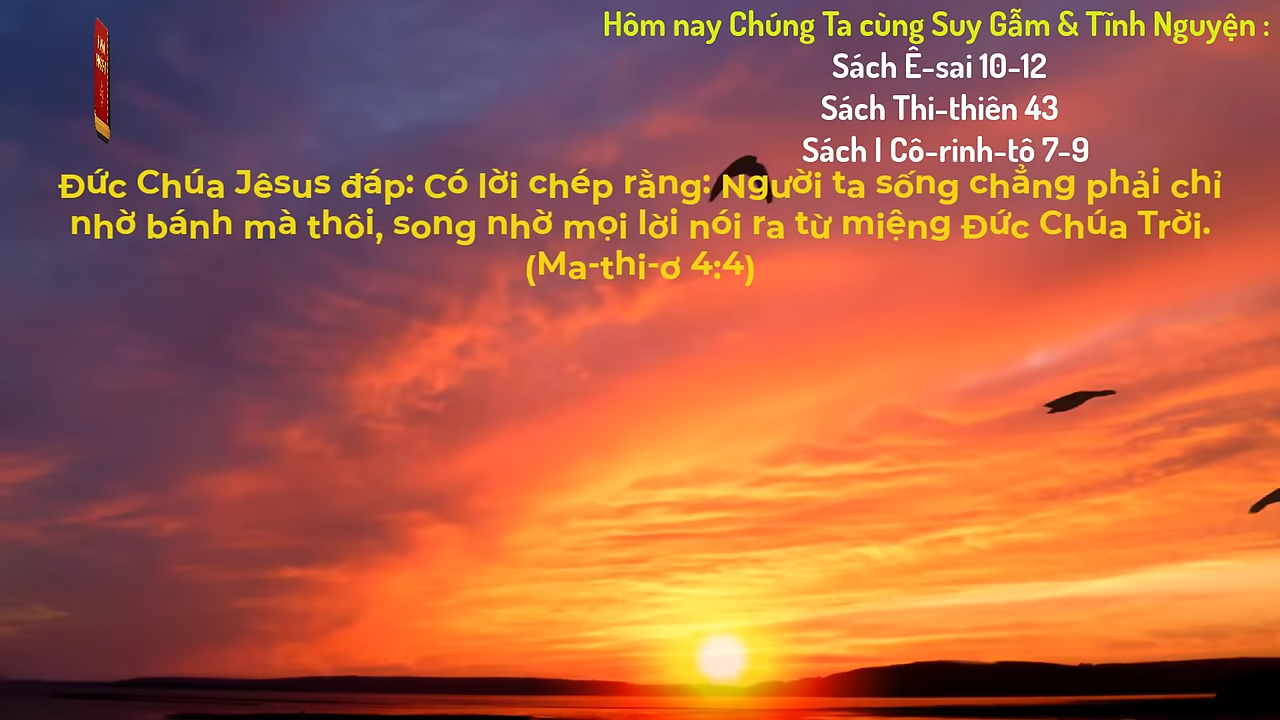 Hôm nay Chúng Ta cùng Suy Gẫm & Tĩnh Nguyện :
Sách Ê-sai 10-12
Sách Thi-thiên 43
Sách I Cô-rinh-tô 7-9
Đức Chúa Jêsus đáp: Có lời chép rằng: Người ta sống chẳng phải chỉ
nhờ bánh mà thôi, song nhờ mọi lời nói ra từ miệng Đức Chúa Trời.
(Ma-thi-ơ 4:4)